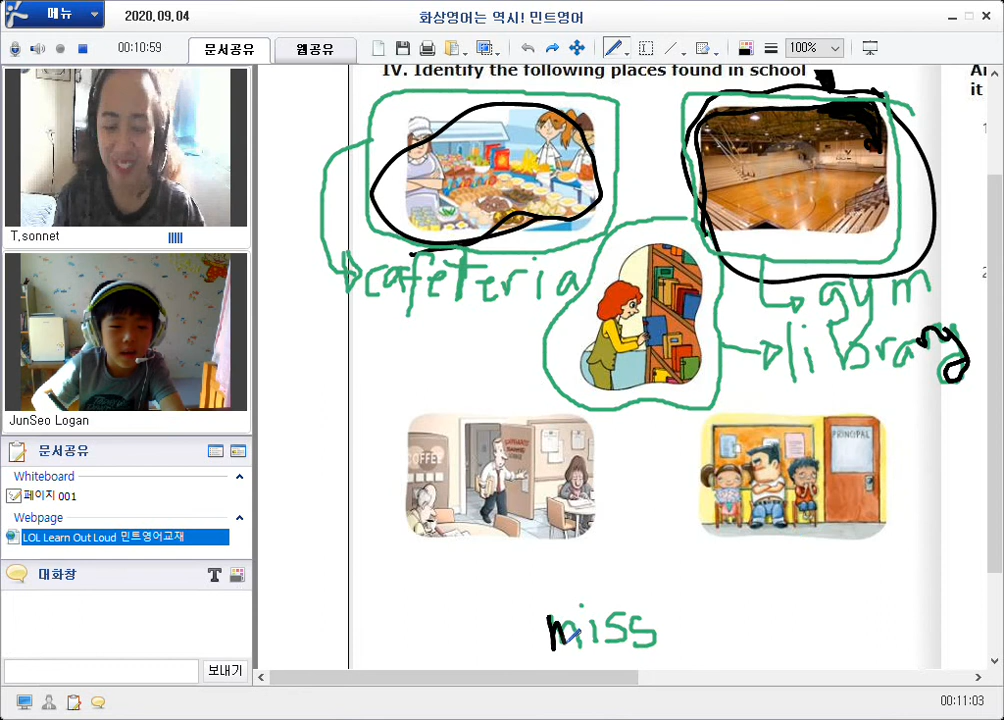 메뉴
2020.09.04
화상영어는 역시! 민트영어
00:10:59
문서공유
웹공유
100%
T.sonnet
JunSeo Logan
문서공유
Whiteboard
페이지 001
Webpage
LOL Learn Out Loud 민트영어교재
대화창
보내기
IV. Identify the following places found in school
cafeteria
gym
library
COFFEE
PRINCIPAL
miss
it
00:11:03